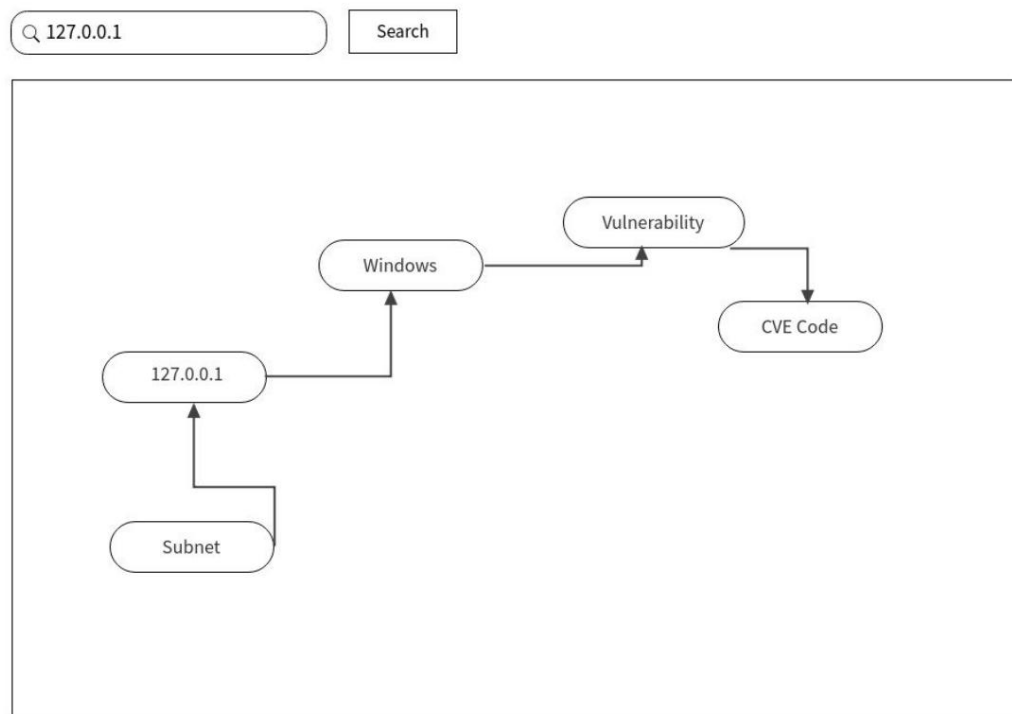 127.0.0.1
Search
Vulnerability
Windows
CVE Code
127.0.0.1
Subnet